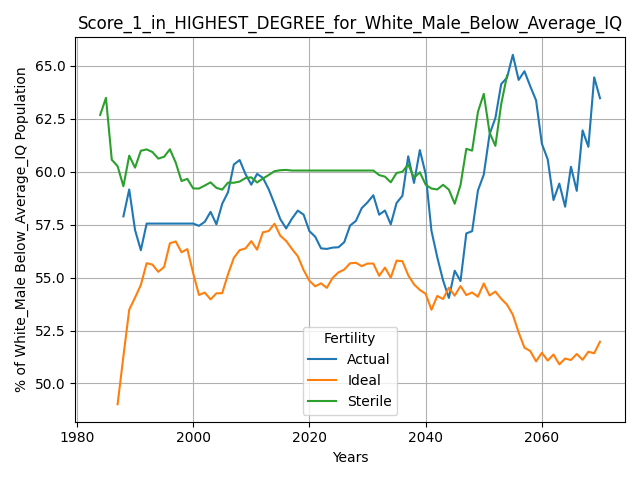 Score_1_in_HIGHEST_DEGREE_for_White_Male_Below_Average_IQ
% of White_Male Below_Average_IQ Population
65.0
62.5
60.0
57.5
55.0
52.5
50.0
Fertility
Actual
Ideal
Sterile
1980 2000 2020 2040 2060
Years